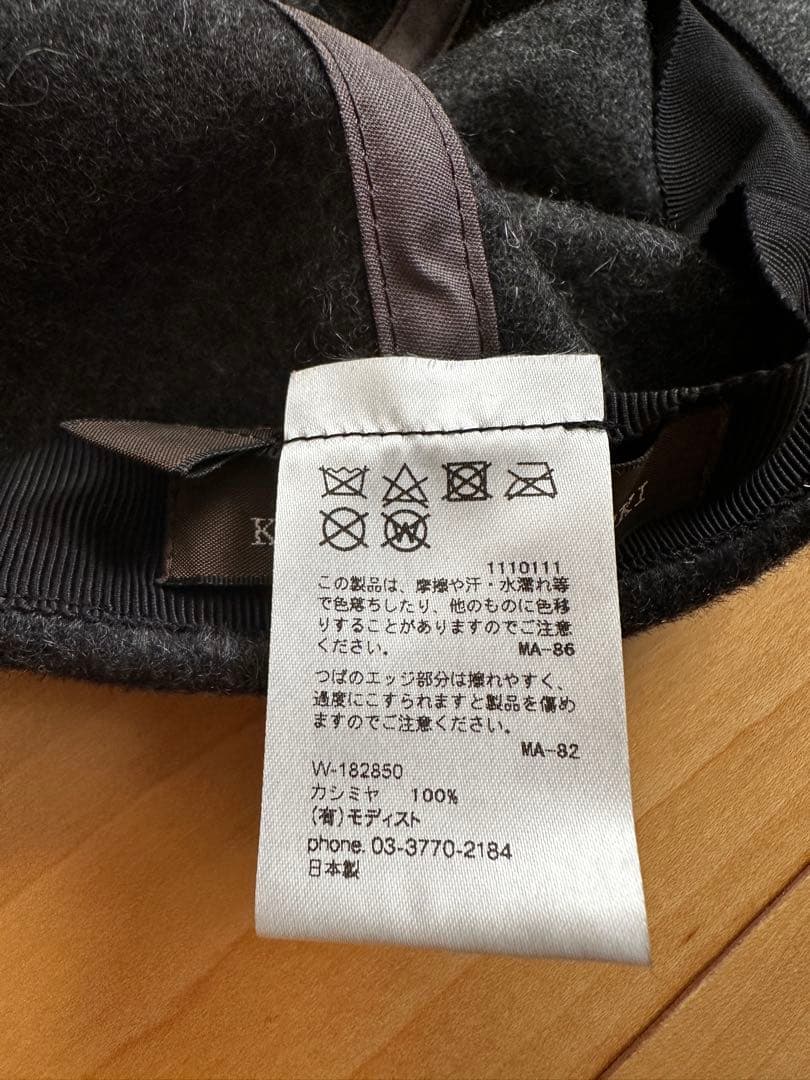 W
1110111
この製品は、摩擦や汗・水濡れ等
で色落ちしたり、他のものに色移
りすることがありますのでご注意
ください。 MA-86
つばのエッジ部分は擦れやすく、
過度にこすられますと製品を傷め
ますのでご注意ください。
MA-82
W-182850
カシミヤ 100%
(有)モディスト
phone. 03-3770-2184
日本製